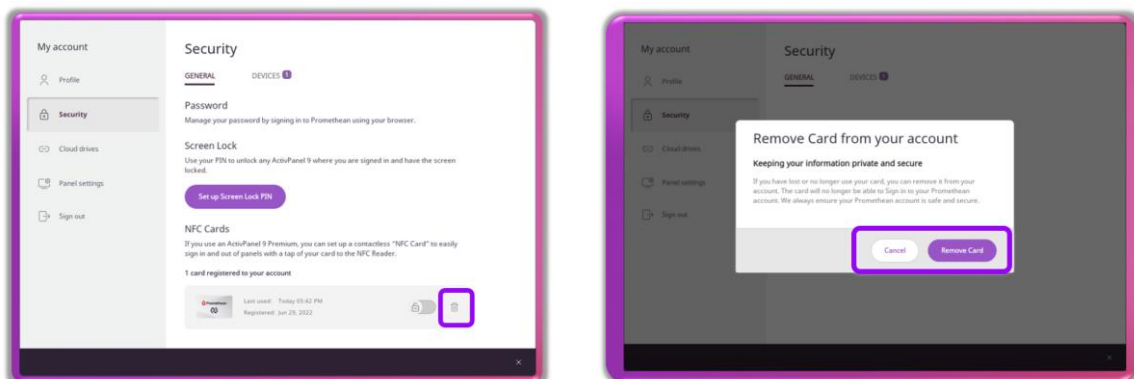 My account
Profile
Security
Cloud drives
Panel settings
Sign out
Security
GENERAL DEVICES 1
Password
Manage your password by signing in to Promethean using your browser.
Screen Lock
Use your PIN to unlock any ActivPanel 9 where you are signed in and have the screen
locked.
Set up Screen Lock PIN
NFC Cards
If you use an ActivPanel 9 Premium, you can set up a contactless "NFC Card" to easily
sign in and out of panels with a tap of your card to the NFC Reader.
1 card registered to your account
Promethean
Last used: Today 05:42 PM
Registered: Jun 29, 2022
My account
Profile
Security
Cloud drives
Panel settings
Sign out
Security
GENERAL DEVICES 1
Remove Card from your account
Keeping your information private and secure
If you have lost or no longer use your card, you can remove it from your
account. The card will no longer be able to Sign in to your Promethean
account. We always ensure your Promethean account is safe and secure.
Cancel Remove Card